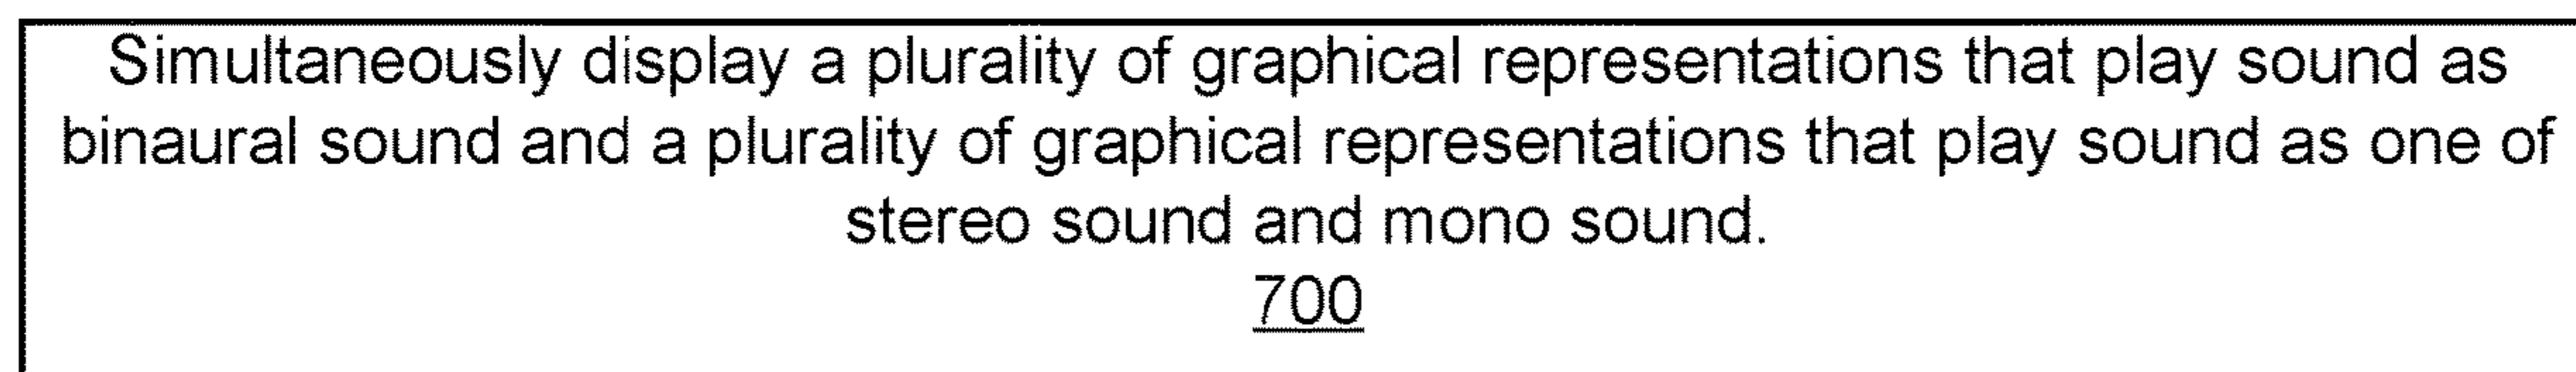 Simultaneously display a plurality of graphical representations that play sound as
binaural sound and a plurality of graphical representations that play sound as one of
stereo sound and mono sound.
700